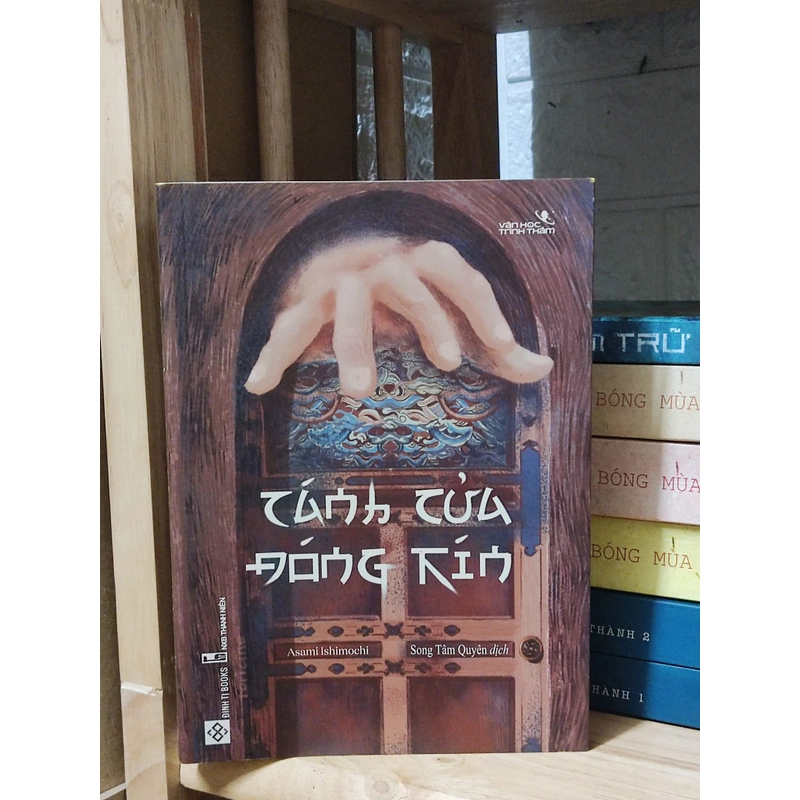 VĂN HỌC
TRINH THÁM
CÁNH CỬA
ĐÓNG KÍN
Asami Ishimochi
Song Tâm Quyên dịch
NXB THANH NIÊN
ĐINH TỊ BOOKS
TRỮ
BÓNG MÙA
BÓNG MÙA
BÓNG MÙA
THÀNH 2
THÀNH 1